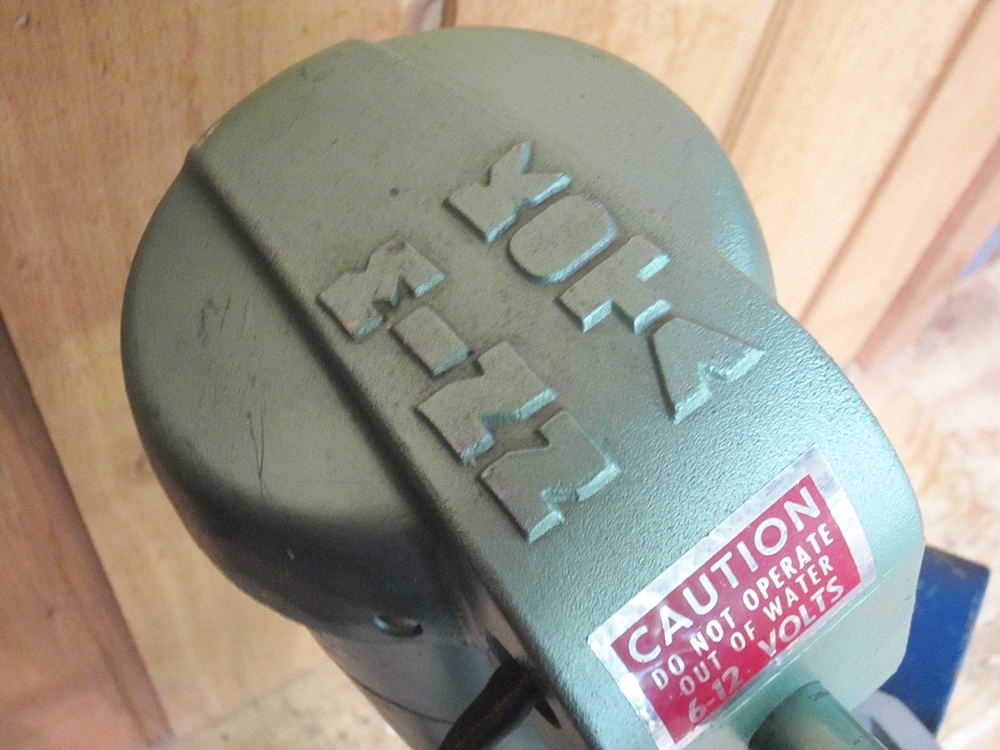 MINN
KOTA
CAUTION
DO NOT OPERATE
OUT OF WATER
6-12 VOLTS